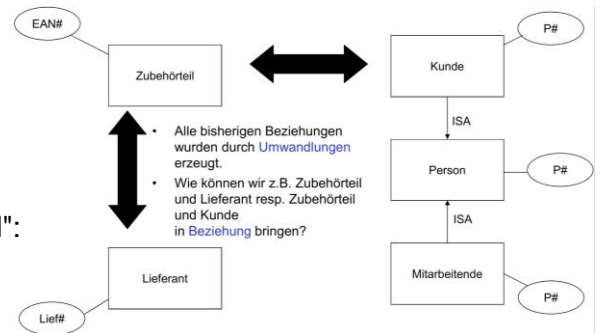 EAN#
P#
Zubehörteil
Kunde
ISA
• Alle bisherigen Beziehungen
wurden durch Umwandlungen
erzeugt.
• Wie können wir z.B. Zubehörteil
und Lieferant resp. Zubehörteil
und Kunde
in Beziehung bringen?
Person
P#
ISA
":
Lieferant
Mitarbeitende
Lief#
P#